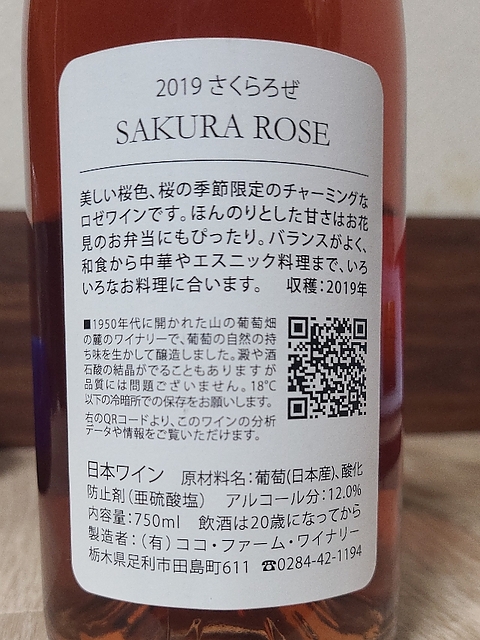 2019 さくらろぜ
SAKURA ROSE
美しい桜色、桜の季節限定のチャーミングな
ロゼワインです。ほんのりとした甘さはお花
見のお弁当にもぴったり。バランスがよく、
和食から中華やエスニック料理まで、いろ
いろなお料理に合います。 収穫:2019年
■1950年代に開かれた山の葡萄畑
の麓のワイナリーで、葡萄の自然の持
ち味を生かして醸造しました。澱や酒
石酸の結晶がでることもありますが
品質には問題ございません。18℃
以下の冷暗所での保存をお願いします。
右のQRコードより、このワインの分析
データや情報をご覧いただけます。
日本ワイン 原材料名:葡萄(日本産)、酸化
防止剤(亜硫酸塩) アルコール分:12.0%
内容量:750ml 飲酒は20歳になってから
製造者:(有)ココ・ファーム・ワイナリー
栃木県足利市田島町611 ☎0284-42-1194